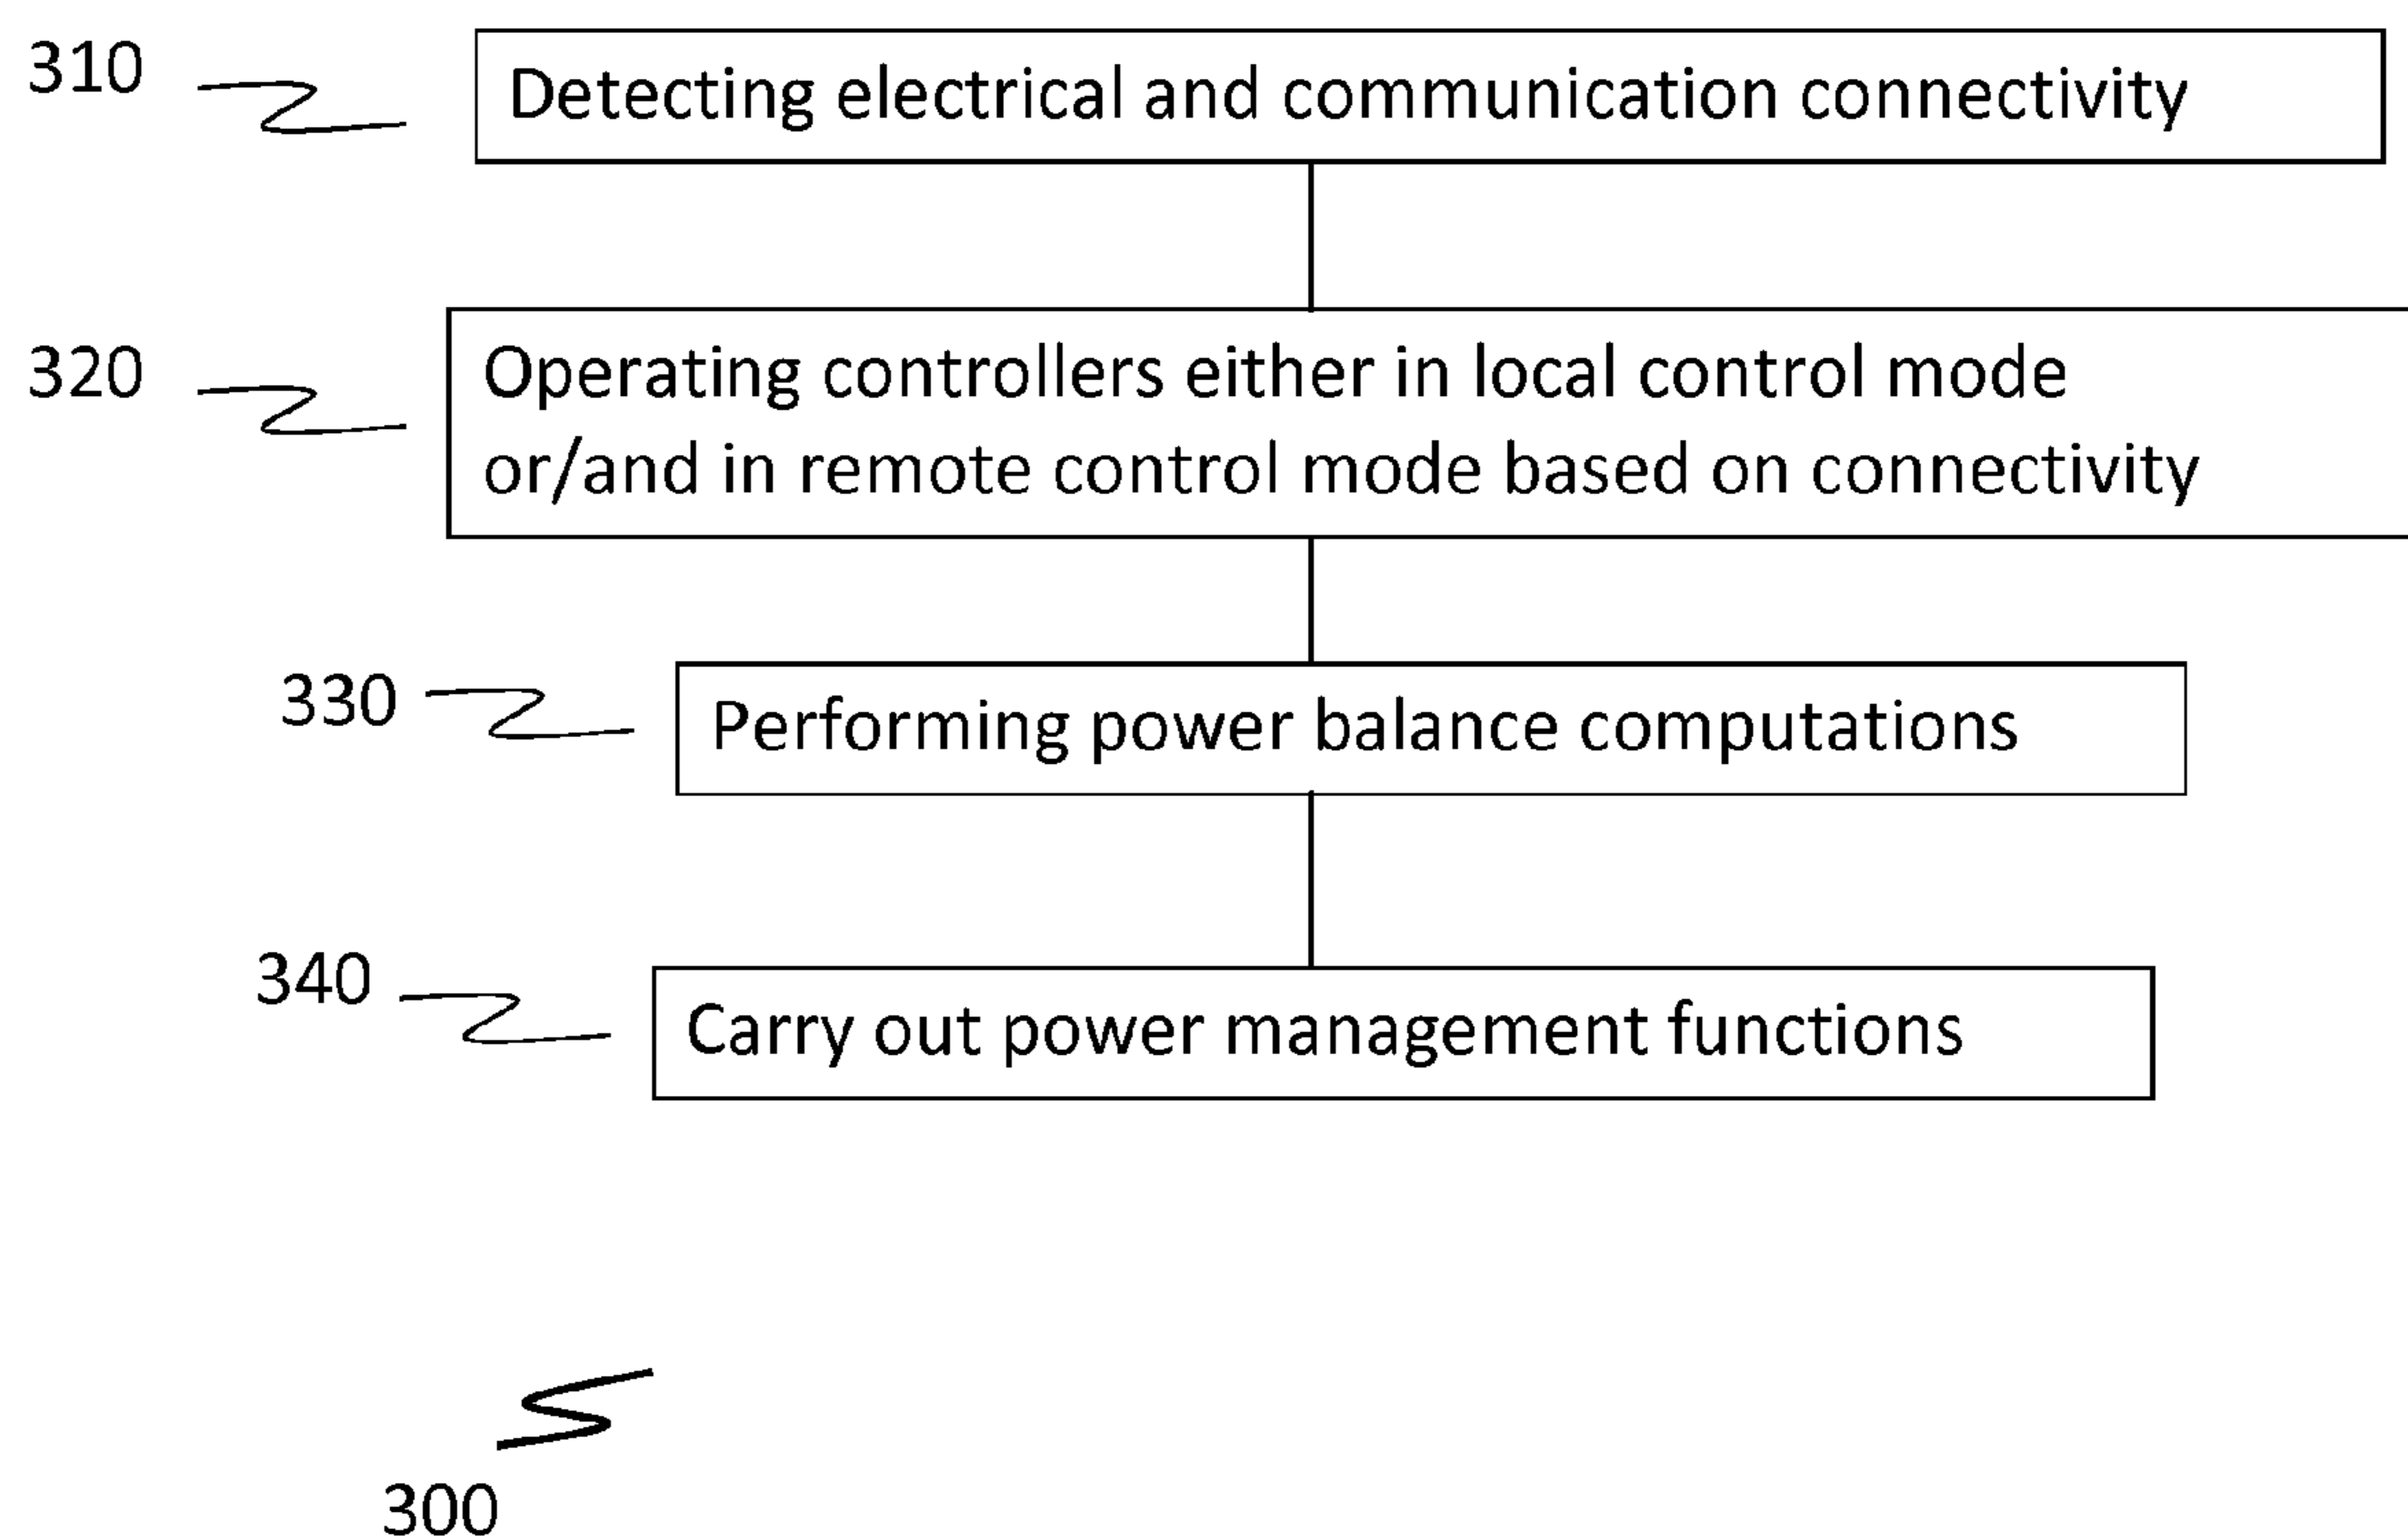 310
Detecting electrical and communication connectivity
320
Operating controllers either in local control mode
or/and in remote control mode based on connectivity
330
Performing power balance computations
340
Carry out power management functions
300